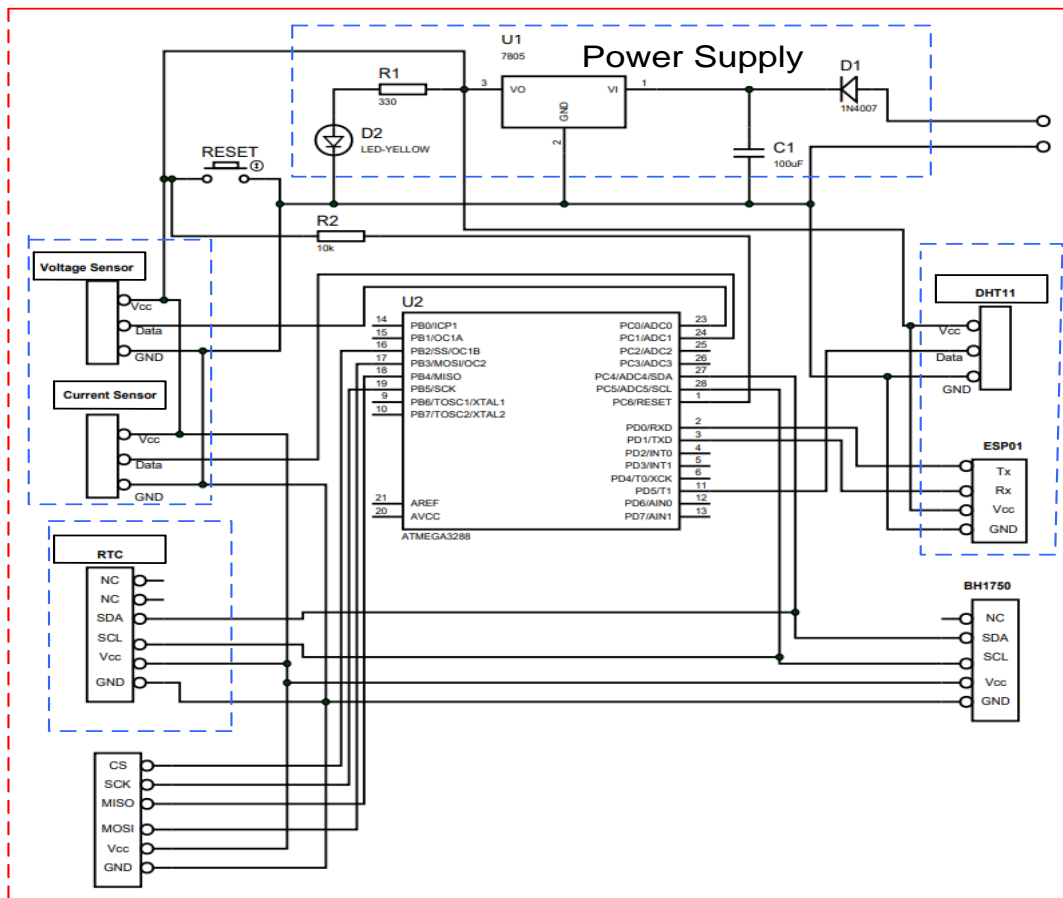 U1
7805
Power Supply
R1
330
3
VO
VI
GND
1
2
D1
1N4007
D2
LED-YELLOW
C1
100uF
RESET
R2
10k
Voltage Sensor
Vcc
Data
GND
Current Sensor
Vcc
Data
GND
U2
14 PB0/ICP1
15 PB1/OC1A
16 PB2/SS/OC1B
17 PB3/MOSI/OC2
18 PB4/MISO
19 PB5/SCK
9 PB6/TOSC1/XTAL1
10 PB7/TOSC2/XTAL2
21 AREF
20 AVCC
PC0/ADC0 23
PC1/ADC1 24
PC2/ADC2 25
PC3/ADC3 26
PC4/ADC4/SDA 27
PC5/ADC5/SCL 28
PC6/RESET 1
PD0/RXD 2
PD1/TXD 3
PD2/INT0 4
PD3/INT1 5
PD4/T0/XCK 6
PD5/T1 11
PD6/AIN0 12
PD7/AIN1 13
ATMEGA3288
DHT11
Vcc
Data
GND
ESP01
Tx
Rx
Vcc
GND
RTC
NC
NC
SDA
SCL
Vcc
GND
BH1750
NC
SDA
SCL
Vcc
GND
CS
SCK
MISO
MOSI
Vcc
GND